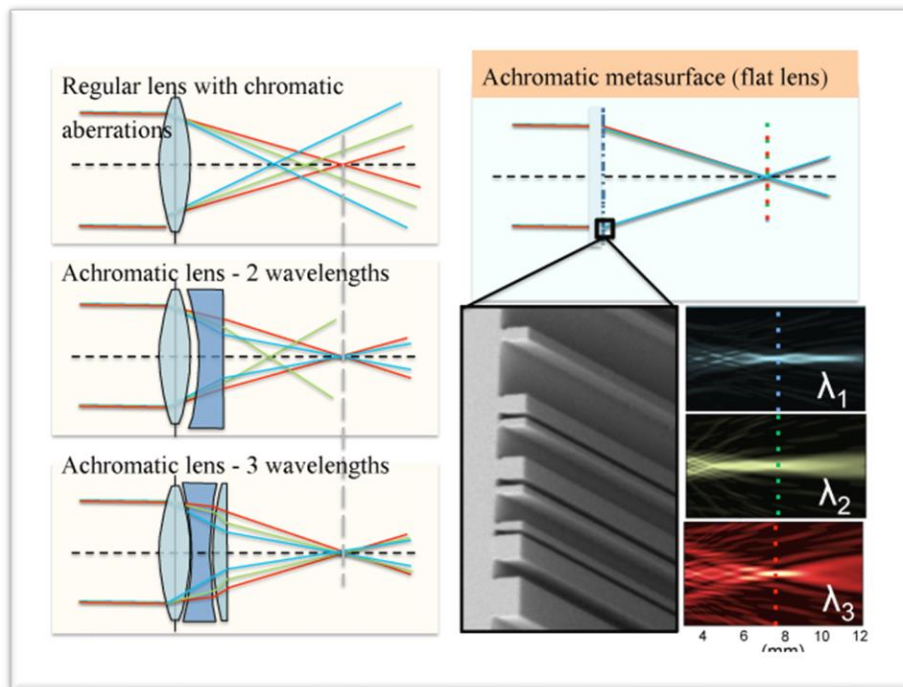 Regular lens with chromatic
aberrations
Achromatic lens - 2 wavelengths
Achromatic lens - 3 wavelengths
Achromatic metasurface (flat lens)
λ1
λ2
λ3
4 6 8 10 12
(mm)